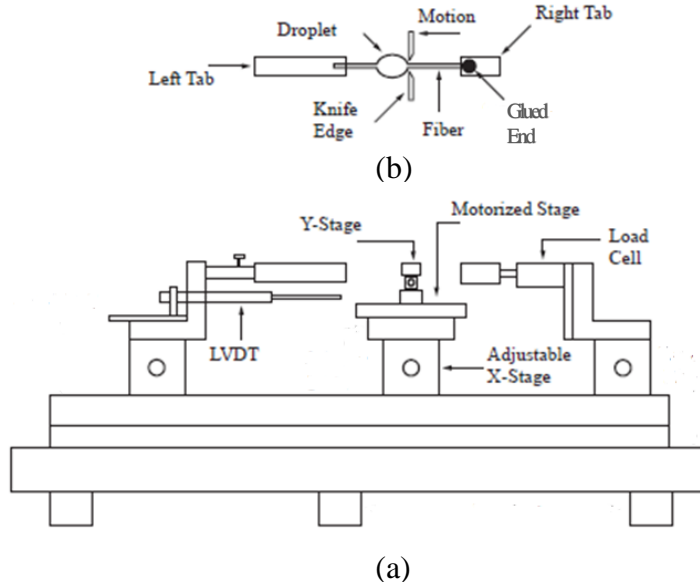 Motion
Droplet
Right Tab
Left Tab
Knife
Edge
Fiber
Glued
End
(b)
Motorized Stage
Y-Stage
Load
Cell
LVDT
Adjustable
X-Stage
(a)